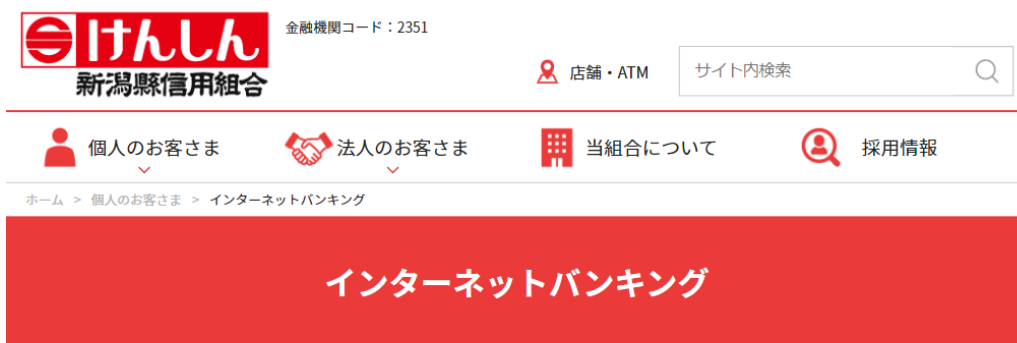 けんしん
新潟縣信用組合
金融機関コード：2351
店舗・ATM
サイト内検索
個人のお客さま
法人のお客さま
当組合について
採用情報
ホーム > 個人のお客さま > インターネットバンキング
インターネットバンキング